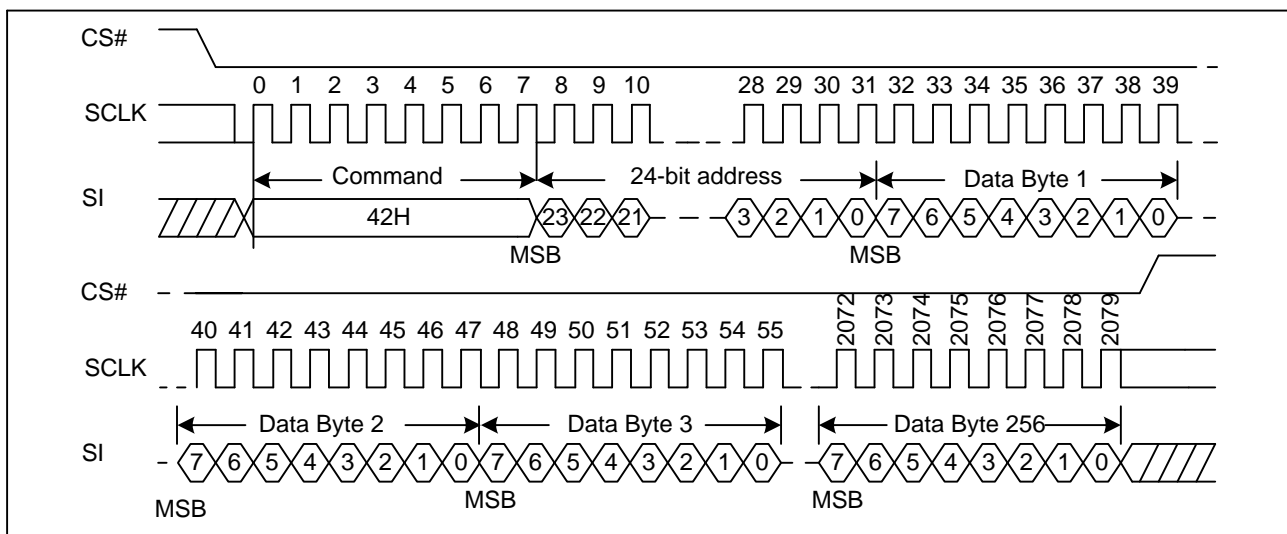 CS#
0 1 2 3 4 5 6 7 8 9 10 28 29 30 31 32 33 34 35 36 37 38 39
SCLK
Command 24-bit address Data Byte 1
SI
42H 23 22 21 3 2 1 0 7 6 5 4 3 2 1 0
MSB MSB
CS#
40 41 42 43 44 45 46 47 48 49 50 51 52 53 54 55 2072 2073 2074 2075 2076 2077 2078 2079
SCLK
Data Byte 2 Data Byte 3 Data Byte 256
SI
7 6 5 4 3 2 1 0 7 6 5 4 3 2 1 0 7 6 5 4 3 2 1 0
MSB MSB MSB